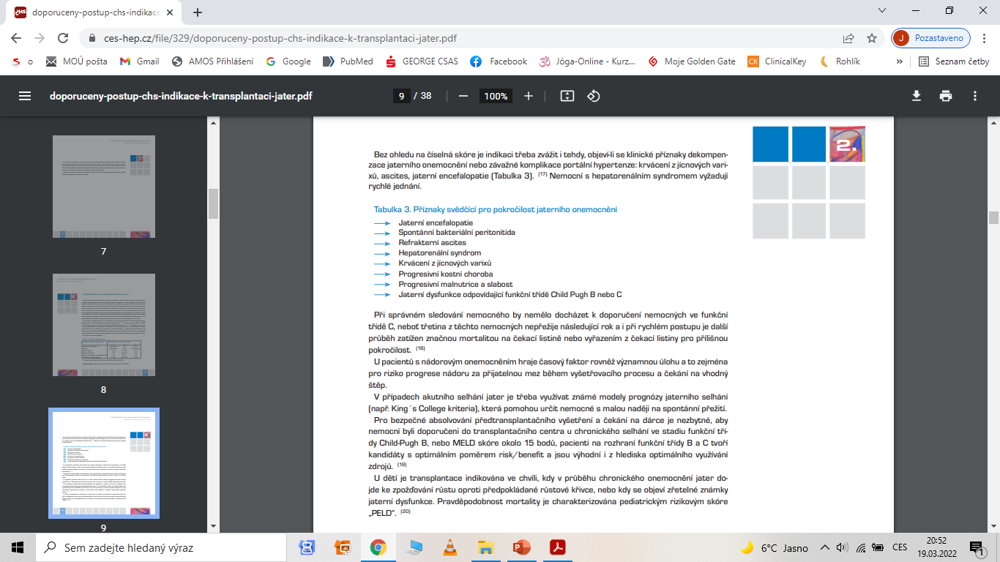 doporuceny-postup-chs-indikace
ces-hep.cz/file/329/doporuceny-postup-chs-indikace-k-transplantaci-jater.pdf
J Pozastaveno
o MOÚ pošta Gmail AMOS Přihlášení Google PubMed GEORGE CSAS Facebook Jóga-Online - Kurz... Moje Golden Gate CK ClinicalKey Rohlík » Seznam četby
doporuceny-postup-chs-indikace-k-transplantaci-jater.pdf 9 / 38 100%
7
8
9
2.
Bez ohledu na číselná skóre je indikaci třeba zvážit i tehdy, objeví-li se klinické příznaky dekompen-
zace jaterního onemocnění nebo závažné komplikace portální hypertenze: krvácení z jícnových vari-
xů, ascites, jaterní encefalopatie (Tabulka 3). (17) Nemocní s hepatorenálním syndromem vyžadují
rychlé jednání.
Tabulka 3. Příznaky svědčící pro pokročilost jaterního onemocnění
Jaterní encefalopatie
Spontánní bakteriální peritonitida
Refrakterní ascites
Hepatorenální syndrom
Krvácení z jícnových varixů
Progresivní kostní choroba
Progresivní malnutrice a slabost
Jaterní dysfunkce odpovídající funkční třídě Child Pugh B nebo C
Při správném sledování nemocného by nemělo docházet k doporučení nemocných ve funkční
třídě C, neboť třetina z těchto nemocných nepřežije následující rok a i při rychlém postupu je další
průběh zatížen značnou mortalitou na čekací listině nebo vyřazením z čekací listiny pro přílišnou
pokročilost. (18)
U pacientů s nádorovým onemocněním hraje časový faktor rovněž významnou úlohu a to zejména
pro riziko progrese nádoru za přijatelnou mez během vyšetřovacího procesu a čekání na vhodný
štěp.
V případech akutního selhání jater je třeba využívat známé modely prognózy jaterního selhání
(např. King´s College kriteria), která pomohou určit nemocné s malou naději na spontánní přežití.
Pro bezpečné absolvování předtransplantačního vyšetření a čekání na dárce je nezbytné, aby
nemocní byli doporučeni do transplantačního centra u chronického selhání ve stadiu funkční tří-
dy Child-Pugh B, nebo MELD skóre okolo 15 bodů, pacienti na rozhraní funkční třídy B a C tvoří
kandidáty s optimálním poměrem risk/benefit a jsou výhodní i z hlediska optimálního využívání
zdrojů. (19)
U dětí je transplantace indikována ve chvíli, kdy v průběhu chronického onemocnění jater do-
jde ke zpožďování růstu oproti předpokládané růstové křivce, nebo kdy se objeví zřetelné známky
jaterní dysfunkce. Pravděpodobnost mortality je charakterizována pediatrickým rizikovým skóre
„PELD“. (20)
Sem zadejte hledaný výraz
6°C Jasno CES 20:52
19.03.2022 1